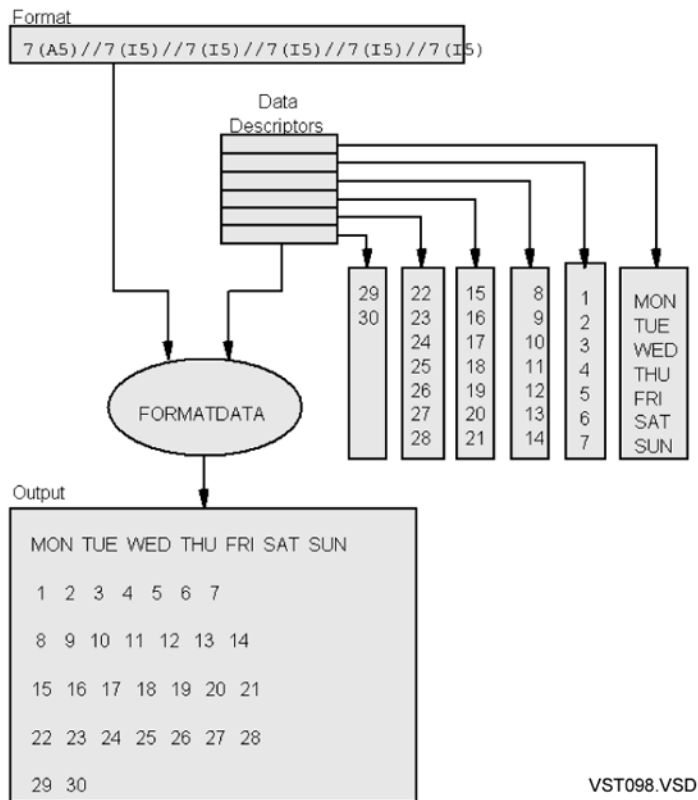 Format
7(A5)//7(I5)//7(I5)//7(I5)//7(I5)//7(I5)
Data
Descriptors
29
30
22
23
24
25
26
27
28
15
16
17
18
19
20
21
8
9
10
11
12
13
14
1
2
3
4
5
6
7
MON
TUE
WED
THU
FRI
SAT
SUN
FORMATDATA
Output
MON TUE WED THU FRI SAT SUN
1 2 3 4 5 6 7
8 9 10 11 12 13 14
15 16 17 18 19 20 21
22 23 24 25 26 27 28
29 30
VST098.VSD